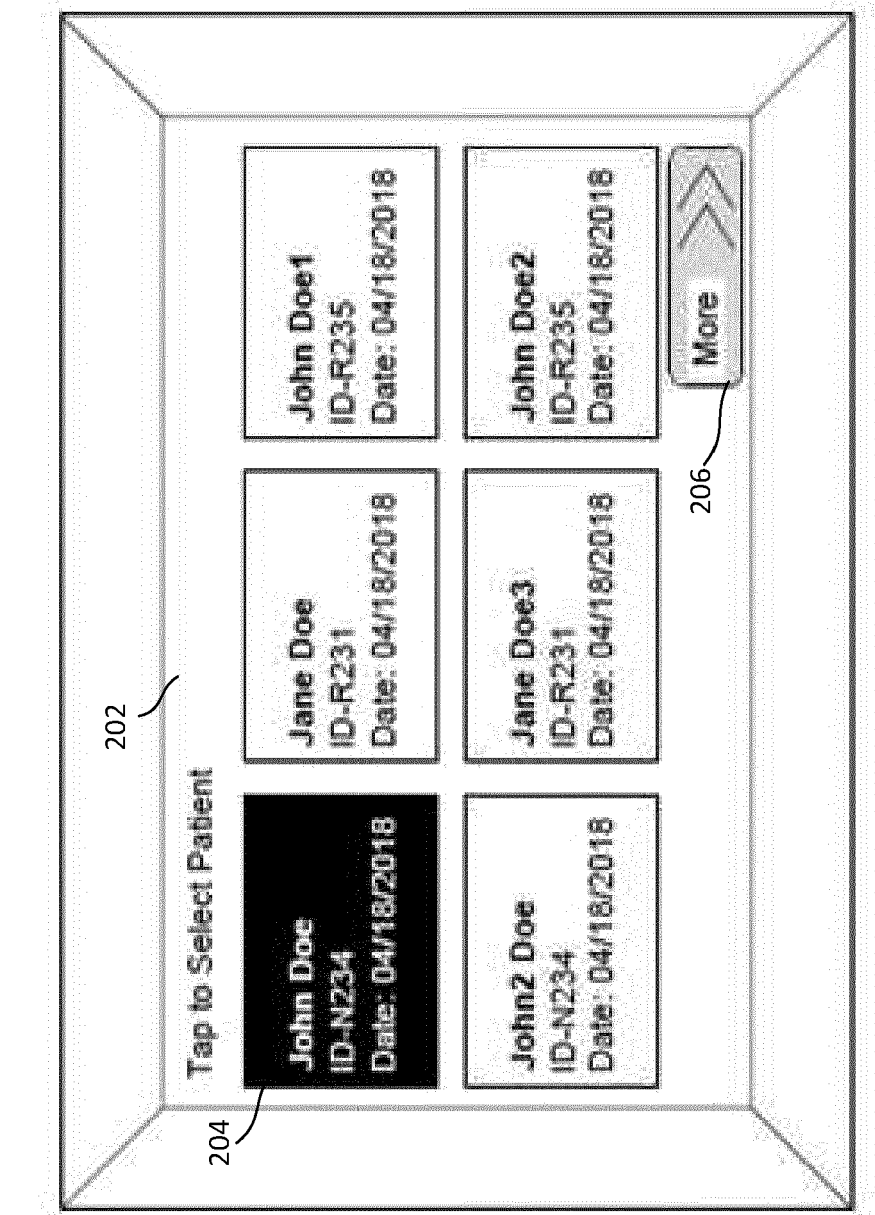 202
Tap to Select Patient
204
John Doe
ID-N234
Date: 04/18/2018
Jane Doe
ID-R231
Date: 04/18/2018
John Doe1
ID-R235
Date: 04/18/2018
John2 Doe
ID-N234
Date: 04/18/2018
Jane Doe3
ID-R231
Date: 04/18/2018
John Doe2
ID-R235
Date: 04/18/2018
206
More